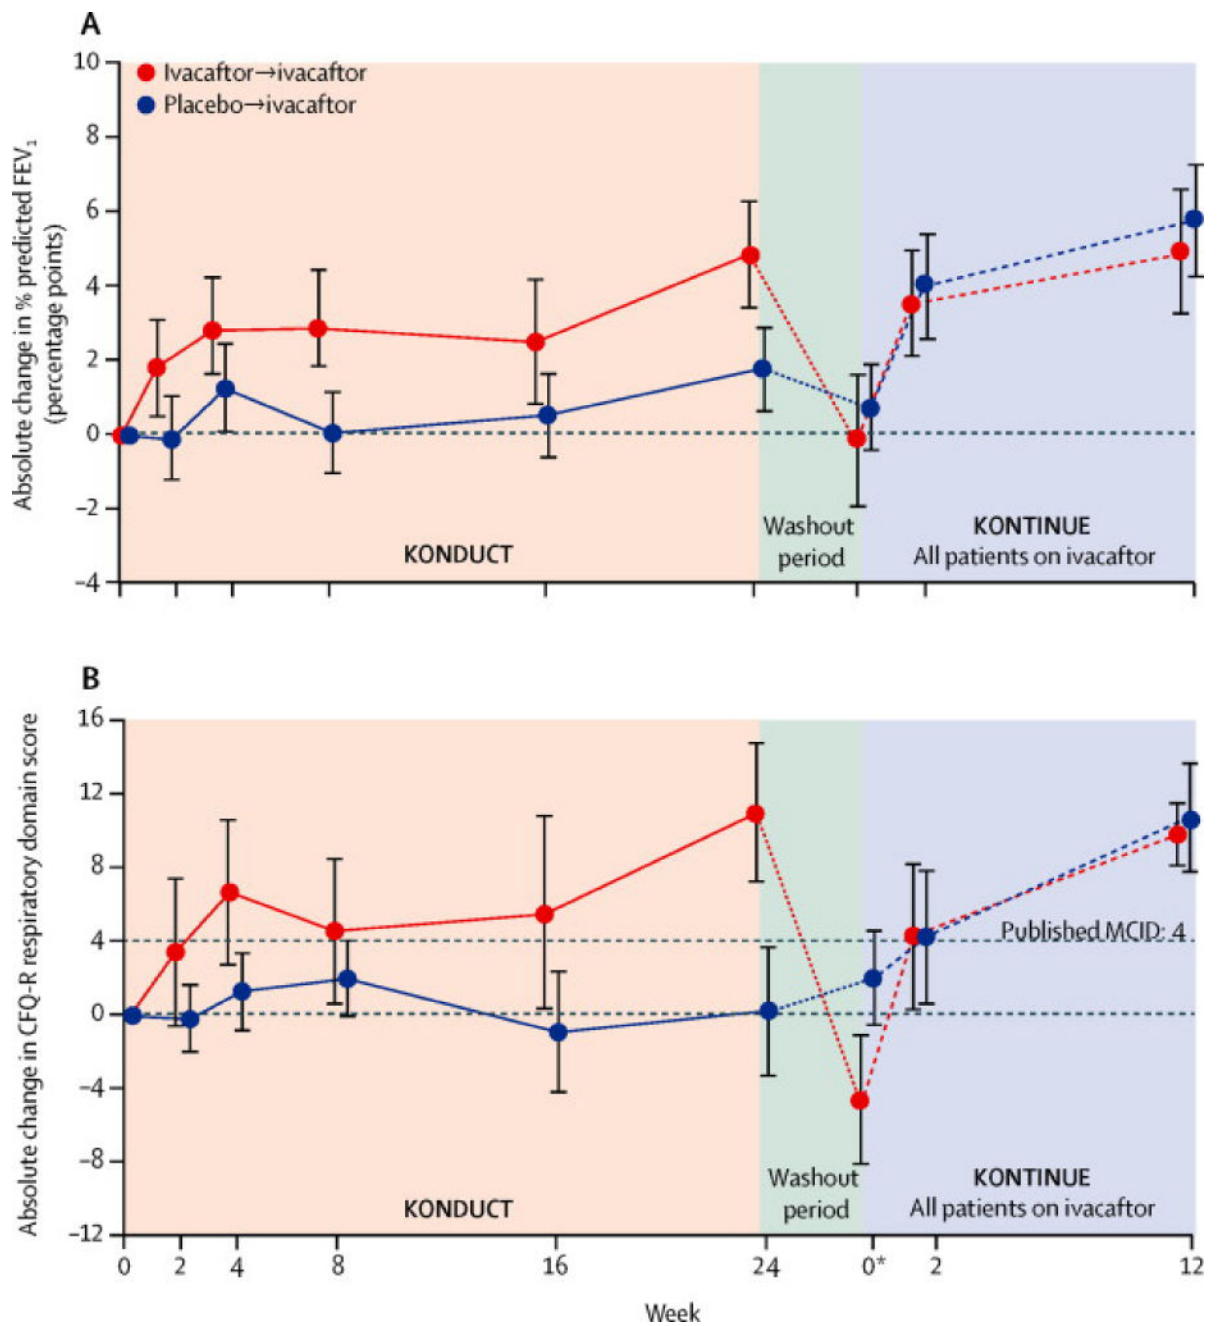 A
10
8
6
4
2
0
–2
–4
Absolute change in % predicted FEV₁
(percentage points)
Ivacaftor→ivacaftor
Placebo→ivacaftor
KONDUCT
Washout
period
KONTINUE
All patients on ivacaftor
B
16
12
8
4
0
–4
–8
–12
Absolute change in CFQ-R respiratory domain score
Published MCID: 4
KONDUCT
Washout
period
KONTINUE
All patients on ivacaftor
0 2 4 8 16 24 0* 2 12
Week